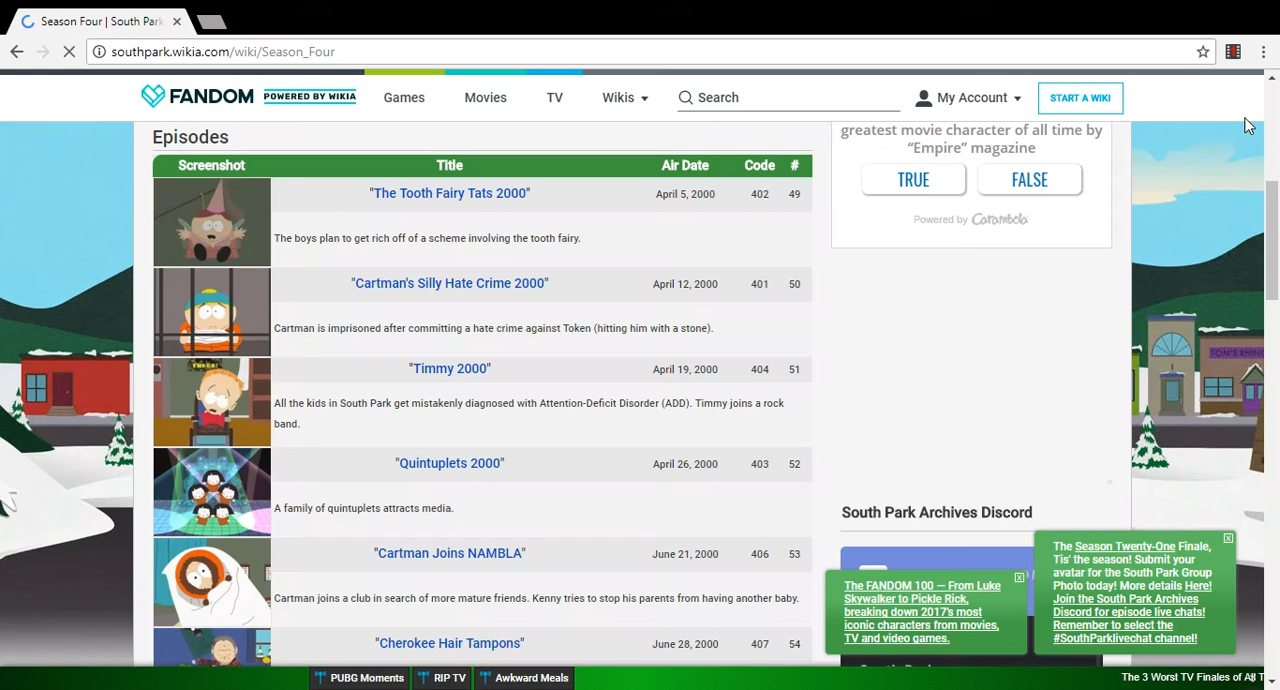 Season Four | South Park
southpark.wikia.com/wiki/Season_Four
FANDOM POWERED BY WIKIA Games Movies TV Wikis Search My Account START A WIKI
greatest movie character of all time by
“Empire” magazine
TRUE FALSE
Powered by Carambola
Episodes
Screenshot Title Air Date Code #
"The Tooth Fairy Tats 2000" April 5, 2000 402 49
The boys plan to get rich off of a scheme involving the tooth fairy.
"Cartman's Silly Hate Crime 2000" April 12, 2000 401 50
Cartman is imprisoned after committing a hate crime against Token (hitting him with a stone).
"Timmy 2000" April 19, 2000 404 51
All the kids in South Park get mistakenly diagnosed with Attention-Deficit Disorder (ADD). Timmy joins a rock
band.
"Quintuplets 2000" April 26, 2000 403 52
A family of quintuplets attracts media.
"Cartman Joins NAMBLA" June 21, 2000 406 53
Cartman joins a club in search of more mature friends. Kenny tries to stop his parents from having another baby.
"Cherokee Hair Tampons" June 28, 2000 407 54
TOM'S RHINO
South Park Archives Discord
The FANDOM 100 — From Luke
Skywalker to Pickle Rick,
breaking down 2017's most
iconic characters from movies,
TV and video games.
The Season Twenty-One Finale,
Tis' the season! Submit your
avatar for the South Park Group
Photo today! More details Here!
Join the South Park Archives
Discord for episode live chats!
Remember to select the
#SouthParklivechat channel!
PUBG Moments RIP TV Awkward Meals
The 3 Worst TV Finales of All T